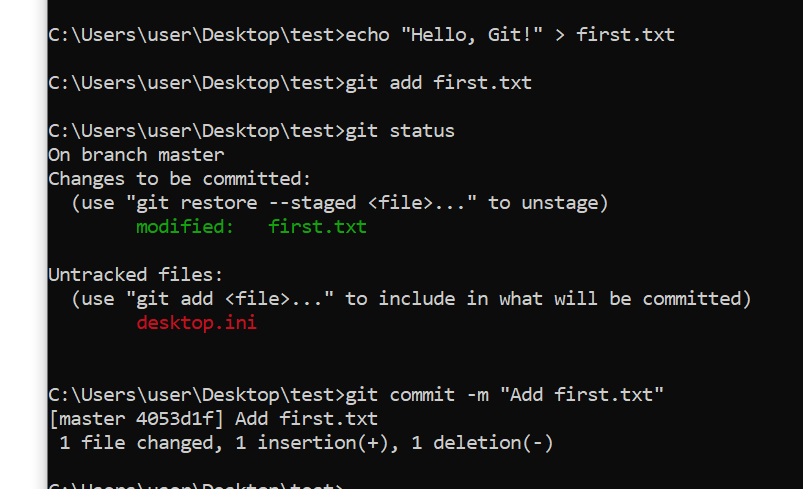 C:\Users\user\Desktop\test>echo "Hello, Git!" > first.txt
C:\Users\user\Desktop\test>git add first.txt
C:\Users\user\Desktop\test>git status
On branch master
Changes to be committed:
  (use "git restore --staged <file>..." to unstage)
        modified:   first.txt
Untracked files:
  (use "git add <file>..." to include in what will be committed)
        desktop.ini
C:\Users\user\Desktop\test>git commit -m "Add first.txt"
[master 4053d1f] Add first.txt
 1 file changed, 1 insertion(+), 1 deletion(-)
C:\Users\user\Desktop\test>